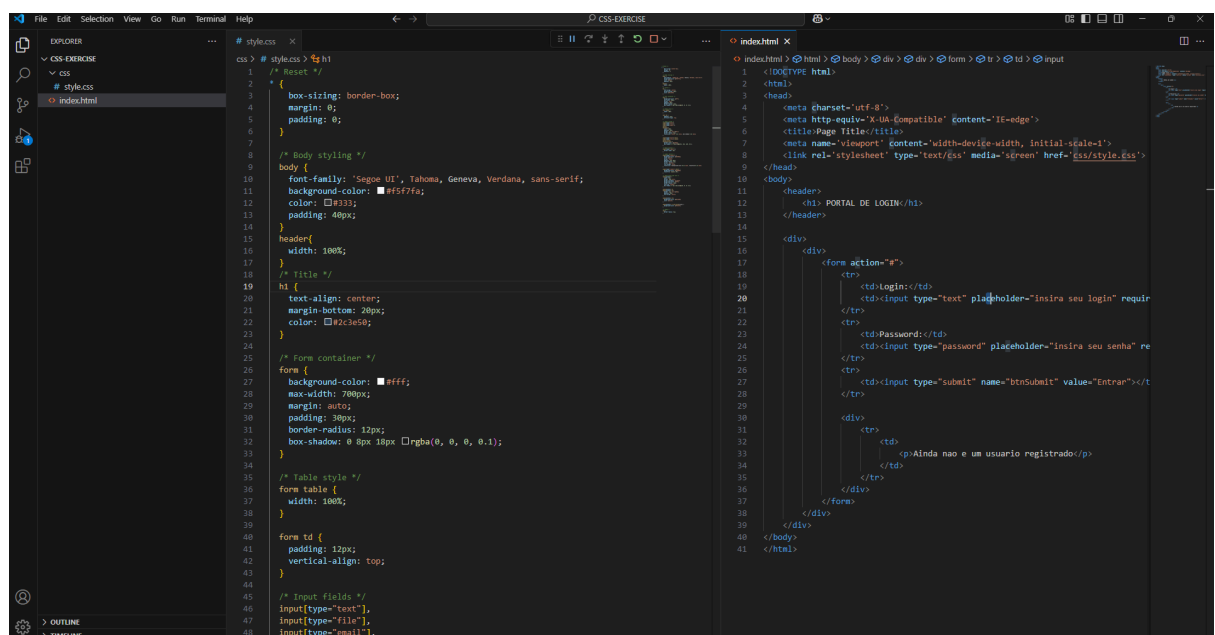 File Edit Selection View Go Run Terminal Help
CSS-EXERCISE
EXPLORER
CSS-EXERCISE
css
# style.css
index.html
1
OUTLINE
# style.css
css > # style.css > h1
1 /* Reset */
2 * {
3 box-sizing: border-box;
4 margin: 0;
5 padding: 0;
6 }
7
8 /* Body styling */
9 body {
10 font-family: 'Segoe UI', Tahoma, Geneva, Verdana, sans-serif;
11 background-color: #f5f7fa;
12 color: #333;
13 padding: 40px;
14 }
15 header{
16 width: 100%;
17 }
18 /* Title */
19 h1 {
20 text-align: center;
21 margin-bottom: 20px;
22 color: #2c3e50;
23 }
24
25 /* Form container */
26 form {
27 background-color: #fff;
28 max-width: 700px;
29 margin: auto;
30 padding: 30px;
31 border-radius: 12px;
32 box-shadow: 0 8px 18px rgba(0, 0, 0, 0.1);
33 }
34
35 /* Table style */
36 form table {
37 width: 100%;
38 }
39
40 form td {
41 padding: 12px;
42 vertical-align: top;
43 }
44
45 /* Input fields */
46 input[type="text"],
47 input[type="file"],
48 input[type="email"],
index.html
index.html > html > body > div > div > form > tr > td > input
1 <!DOCTYPE html>
2 <html>
3 <head>
4 <meta charset='utf-8'>
5 <meta http-equiv='X-UA-Compatible' content='IE=edge'>
6 <title>Page Title</title>
7 <meta name='viewport' content='width=device-width, initial-scale=1'>
8 <link rel='stylesheet' type='text/css' media='screen' href='css/style.css'>
9 </head>
10 <body>
11 <header>
12 <h1> PORTAL DE LOGIN</h1>
13 </header>
14
15 <div>
16 <div>
17 <form action="#">
18 <tr>
19 <td>Login:</td>
20 <td><input type="text" placeholder="insira seu login" requir
21 </tr>
22 <tr>
23 <td>Password:</td>
24 <td><input type="password" placeholder="insira seu senha" re
25 </tr>
26 <tr>
27 <td><input type="submit" name="btnSubmit" value="Entrar"></t
28 </tr>
29
30 <div>
31 <tr>
32 <td>
33 <p>Ainda nao e um usuario registrado</p>
34 </td>
35 </tr>
36 </div>
37 </form>
38 </div>
39 </div>
40 </body>
41 </html>